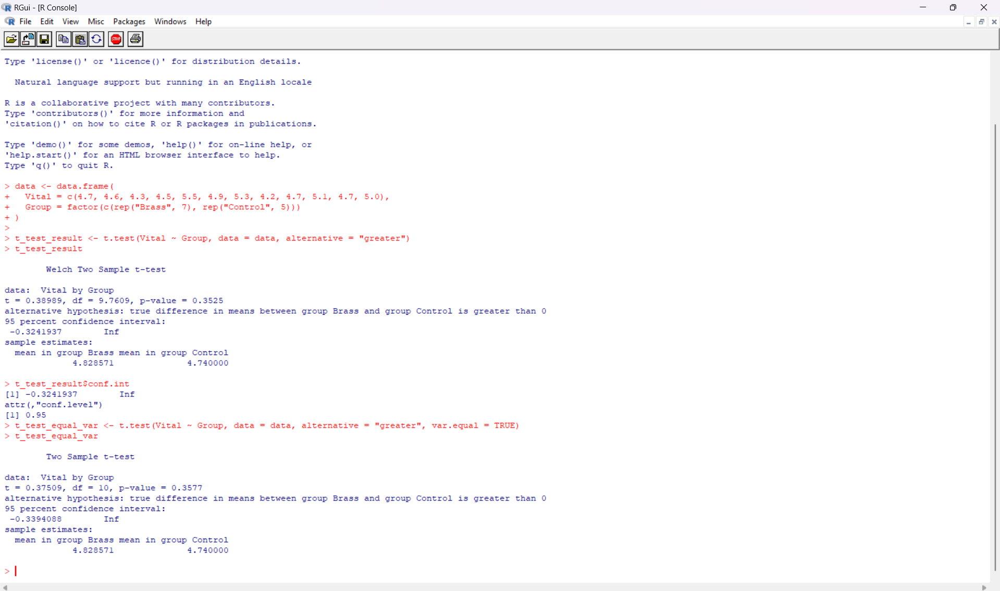 RGui - [R Console]
File Edit View Misc Packages Windows Help
STOP
Type 'license()' or 'licence()' for distribution details.
Natural language support but running in an English locale
R is a collaborative project with many contributors.
Type 'contributors()' for more information and
'citation()' on how to cite R or R packages in publications.
Type 'demo()' for some demos, 'help()' for on-line help, or
'help.start()' for an HTML browser interface to help.
Type 'q()' to quit R.
> data <- data.frame(
+   Vital = c(4.7, 4.6, 4.3, 4.5, 5.5, 4.9, 5.3, 4.2, 4.7, 5.1, 4.7, 5.0),
+   Group = factor(c(rep("Brass", 7), rep("Control", 5)))
+ )
>
> t_test_result <- t.test(Vital ~ Group, data = data, alternative = "greater")
> t_test_result
Welch Two Sample t-test
data:  Vital by Group
t = 0.38989, df = 9.7609, p-value = 0.3525
alternative hypothesis: true difference in means between group Brass and group Control is greater than 0
95 percent confidence interval:
-0.3241937        Inf
sample estimates:
mean in group Brass mean in group Control
4.828571              4.740000
> t_test_result$conf.int
[1] -0.3241937        Inf
attr(,"conf.level")
[1] 0.95
> t_test_equal_var <- t.test(Vital ~ Group, data = data, alternative = "greater", var.equal = TRUE)
> t_test_equal_var
Two Sample t-test
data:  Vital by Group
t = 0.37509, df = 10, p-value = 0.3577
alternative hypothesis: true difference in means between group Brass and group Control is greater than 0
95 percent confidence interval:
-0.3394088        Inf
sample estimates:
mean in group Brass mean in group Control
4.828571              4.740000
>